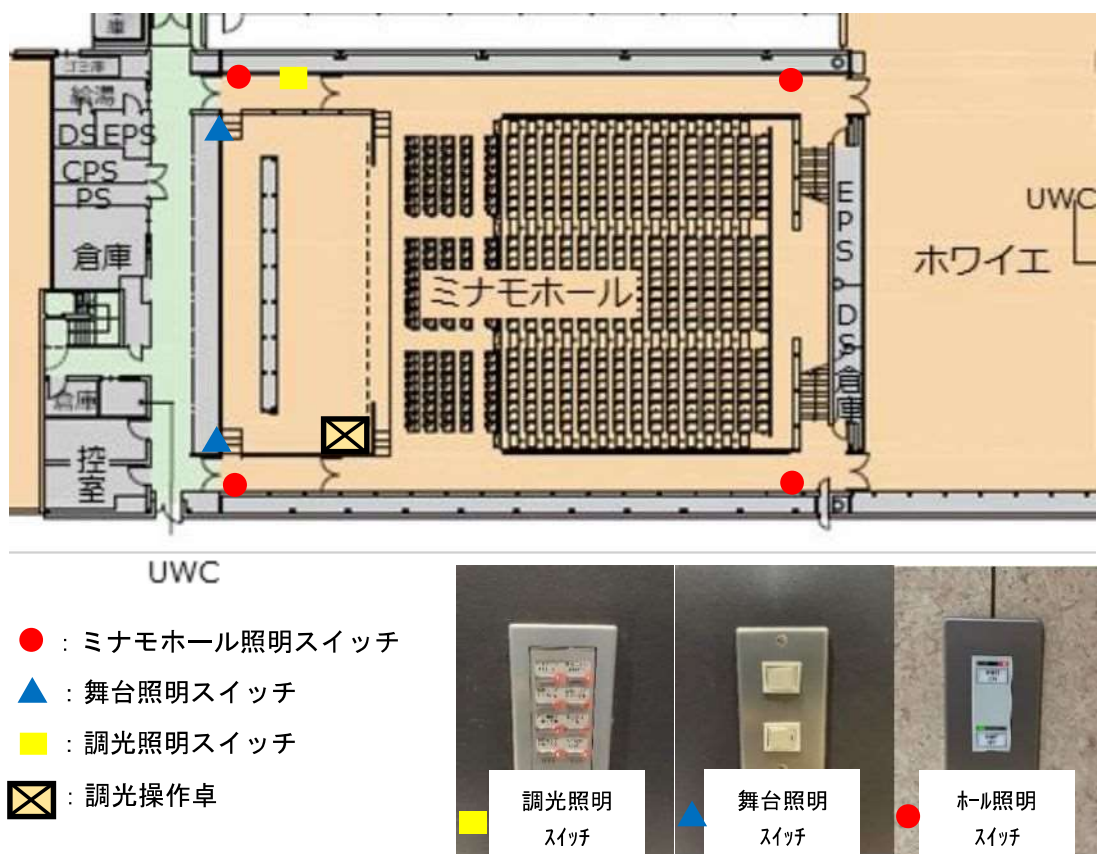 庫
ゴミ庫
給湯
DS EPS
CPS
PS
倉庫
倉庫
控室
ミナモホール
EPS・DS
倉庫
UWC
ホワイエ
UWC
：ミナモホール照明スイッチ
：舞台照明スイッチ
：調光照明スイッチ
：調光操作卓
調光照明
スイッチ
舞台照明
スイッチ
ホール照明
スイッチ